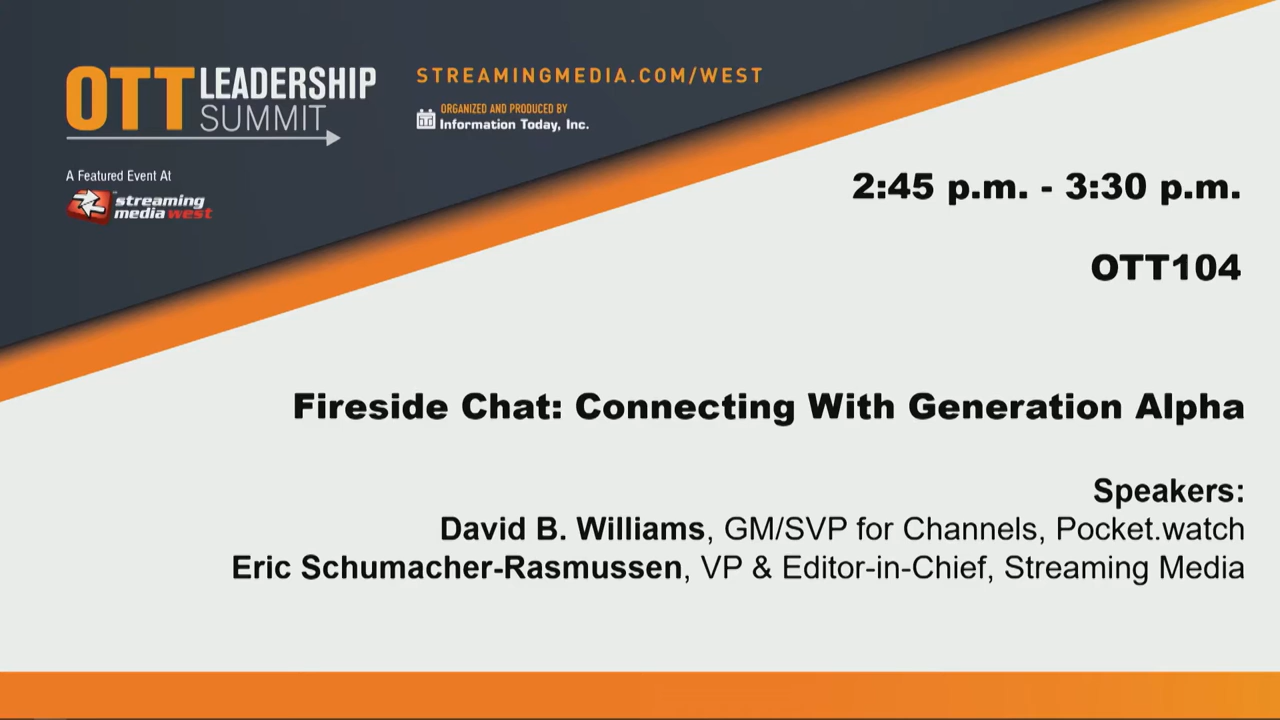 OTT LEADERSHIP SUMMIT
STREAMINGMEDIA.COM/WEST
ORGANIZED AND PRODUCED BY
Information Today, Inc.
A Featured Event At
streaming media west
2:45 p.m. - 3:30 p.m.
OTT104
Fireside Chat: Connecting With Generation Alpha
Speakers:
David B. Williams, GM/SVP for Channels, Pocket.watch
Eric Schumacher-Rasmussen, VP & Editor-in-Chief, Streaming Media